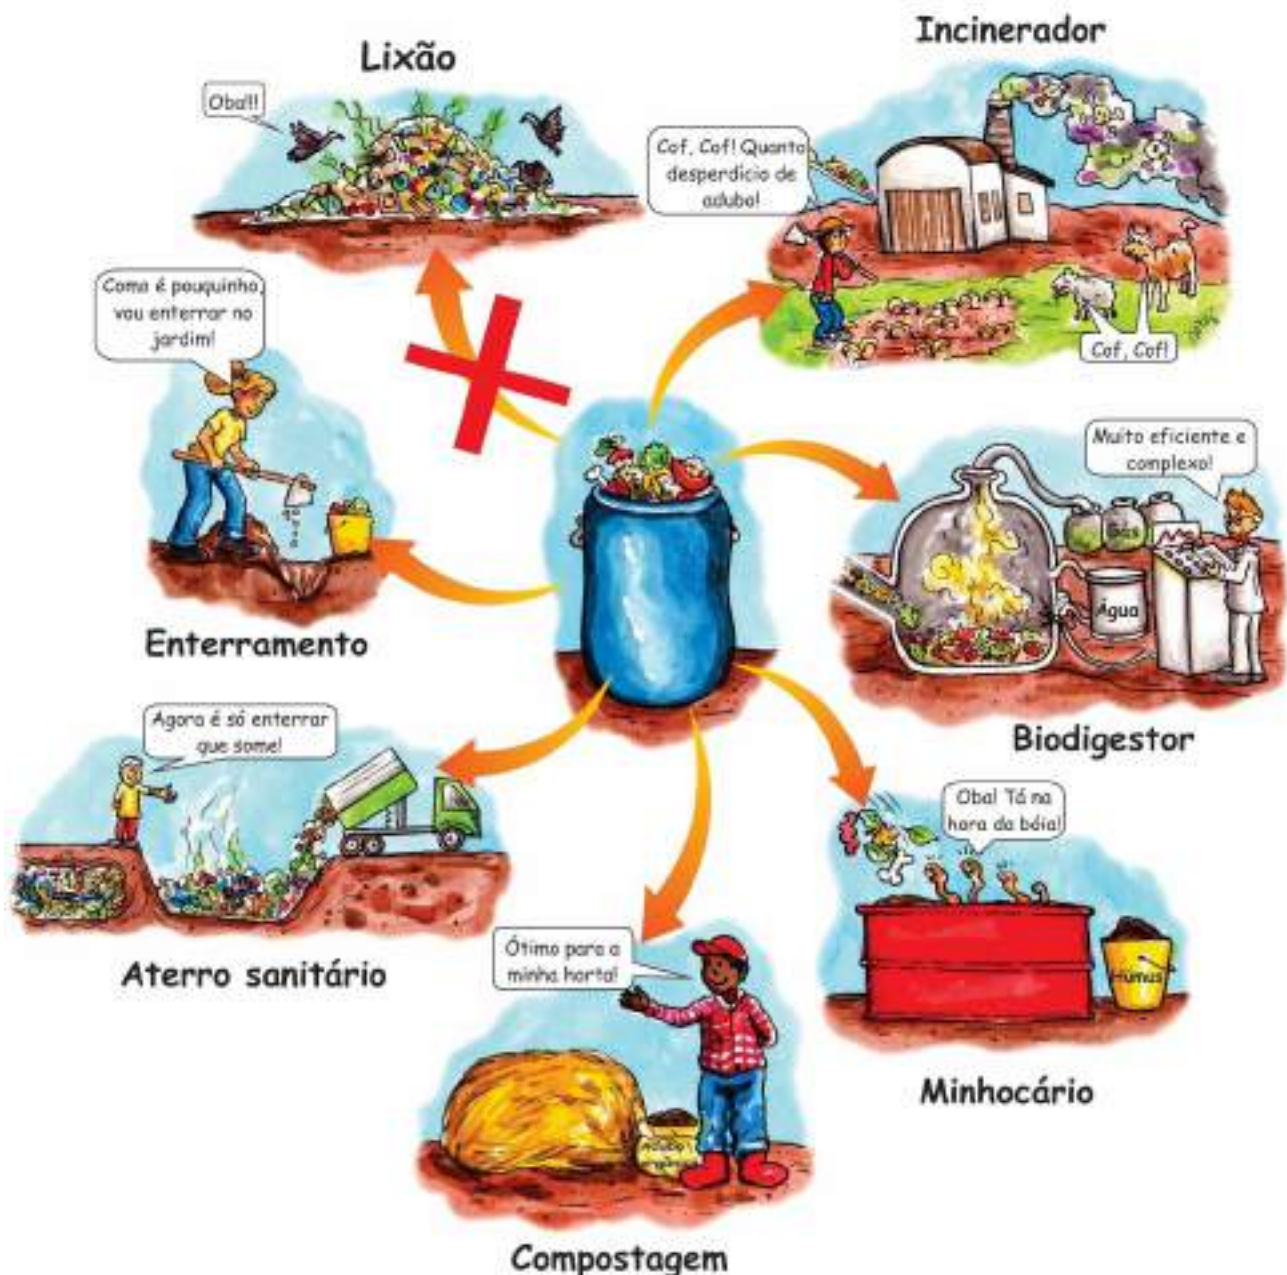 Lixão
Oba!!!
Incinerador
Cof, Cof! Quanto
desperdício de
adubo!
Cof, Cof!
Como é pouquinho,
vou enterrar no
jardim!
Enterramento
Muito eficiente e
complexo!
Gás
Água
Biodigestor
Agora é só enterrar
que some!
Aterro sanitário
Oba! Tá na
hora da bóia!
Húmus
Minhocário
Ótimo para a
minha horta!
Adubo
Compostagem